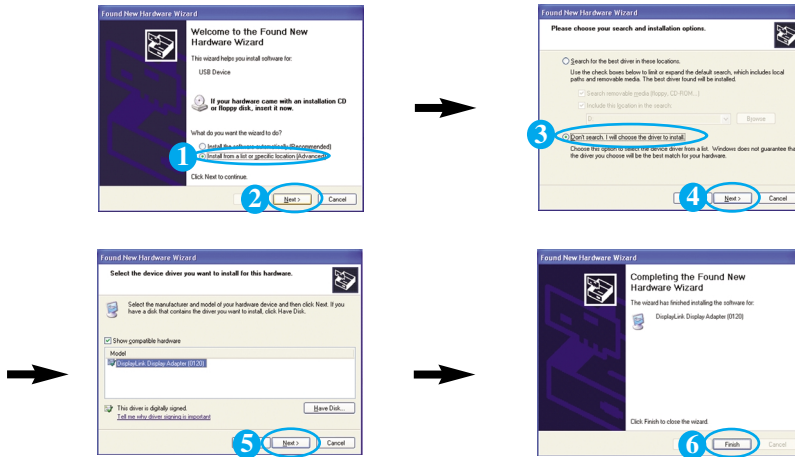 Found New Hardware Wizard
Welcome to the Found New
Hardware Wizard
This wizard helps you install software for:
USB Device
If your hardware came with an installation CD
or floppy disk, insert it now.
What do you want the wizard to do?
Install the software automatically (Recommended)
1 Install from a list or specific location (Advanced)
Click Next to continue.
2 Next > Cancel
Found New Hardware Wizard
Please choose your search and installation options.
Search for the best driver in these locations.
Use the check boxes below to limit or expand the default search, which includes local
paths and removable media. The best driver found will be installed.
Search removable media (floppy, CD-ROM...)
Include this location in the search:
D: Browse
3 Don't search. I will choose the driver to install.
Choose this option to select the device driver from a list. Windows does not guarantee tha
the driver you choose will be the best match for your hardware.
4 Next > Cancel
Found New Hardware Wizard
Select the device driver you want to install for this hardware.
Select the manufacturer and model of your hardware device and then click Next. If you
have a disk that contains the driver you want to install, click Have Disk.
Show compatible hardware
Model
DisplayLink Display Adapter (0120)
This driver is digitally signed. Have Disk...
Tell me why driver signing is important
5 Next > Cancel
Found New Hardware Wizard
Completing the Found New
Hardware Wizard
The wizard has finished installing the software for:
DisplayLink Display Adapter (0120)
Click Finish to close the wizard.
6 Finish Cancel